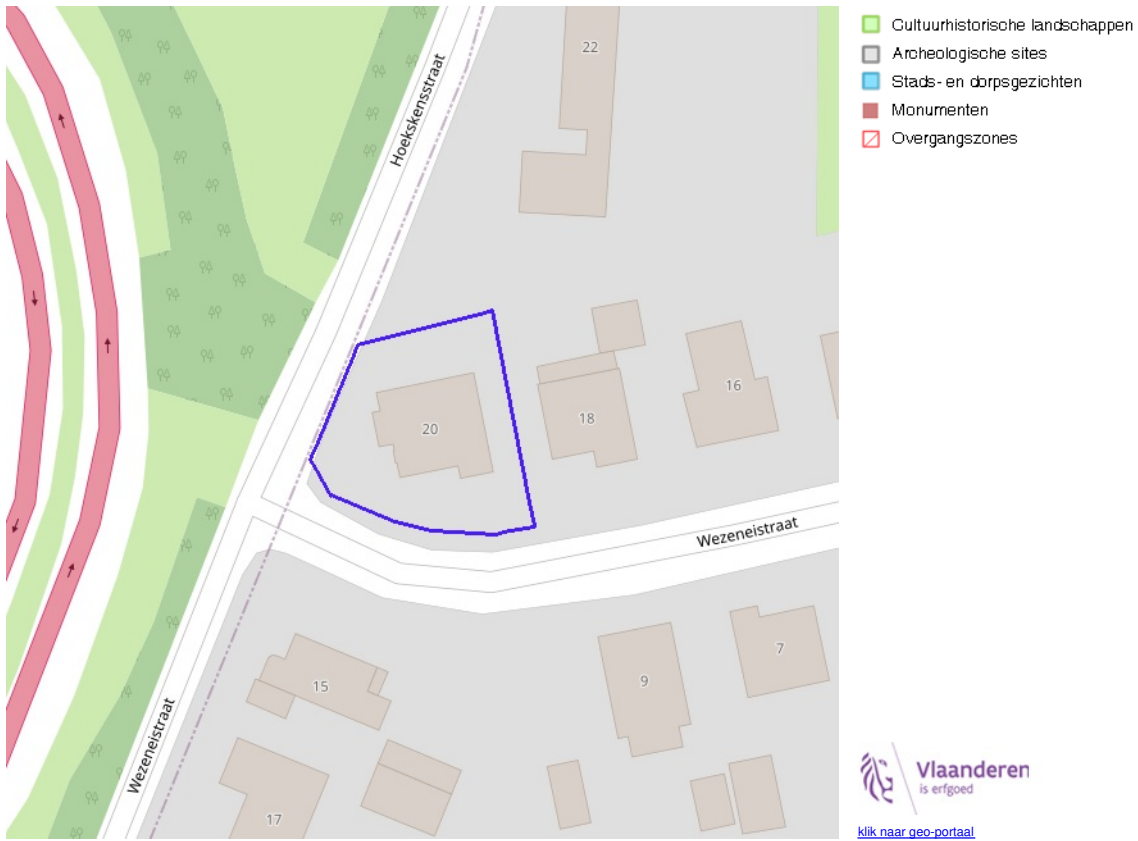 Hoekskensstraat
22
20
18
16
Wezeneistraat
15
17
9
7
Wezeneistraat
Cultuurhistorische landschappen
Archeologische sites
Stads- en dorpsgezichten
Monumenten
Overgangszones
Vlaanderen
is erfgoed
klik naar geo-portaal